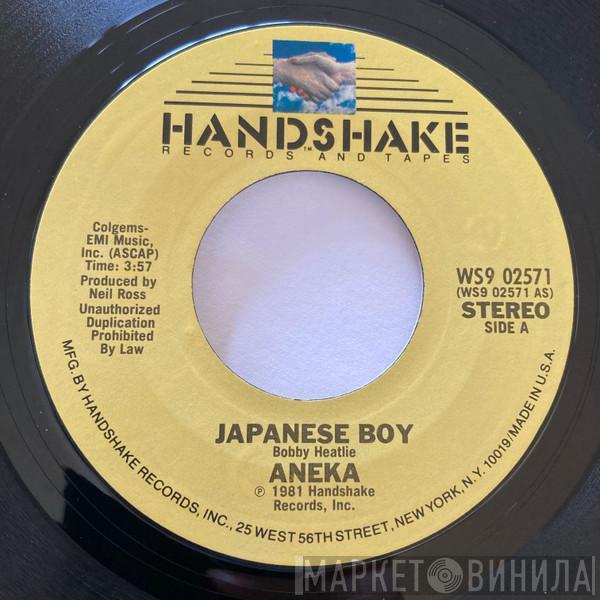 HANDSHAKE
RECORDS AND TAPES
TM
Colgems-
EMI Music,
Inc. (ASCAP)
Time: 3:57
Produced by
Neil Ross
Unauthorized
Duplication
Prohibited
By Law
WS9 02571
(WS9 02571 AS)
STEREO
SIDE A
JAPANESE BOY
Bobby Heatlie
ANEKA
℗ 1981 Handshake
Records, Inc.
MFG. BY HANDSHAKE RECORDS, INC., 25 WEST 56TH STREET, NEW YORK, N.Y. 10019/MADE IN U.S.A.
МАРКЕТ ВИНИЛА